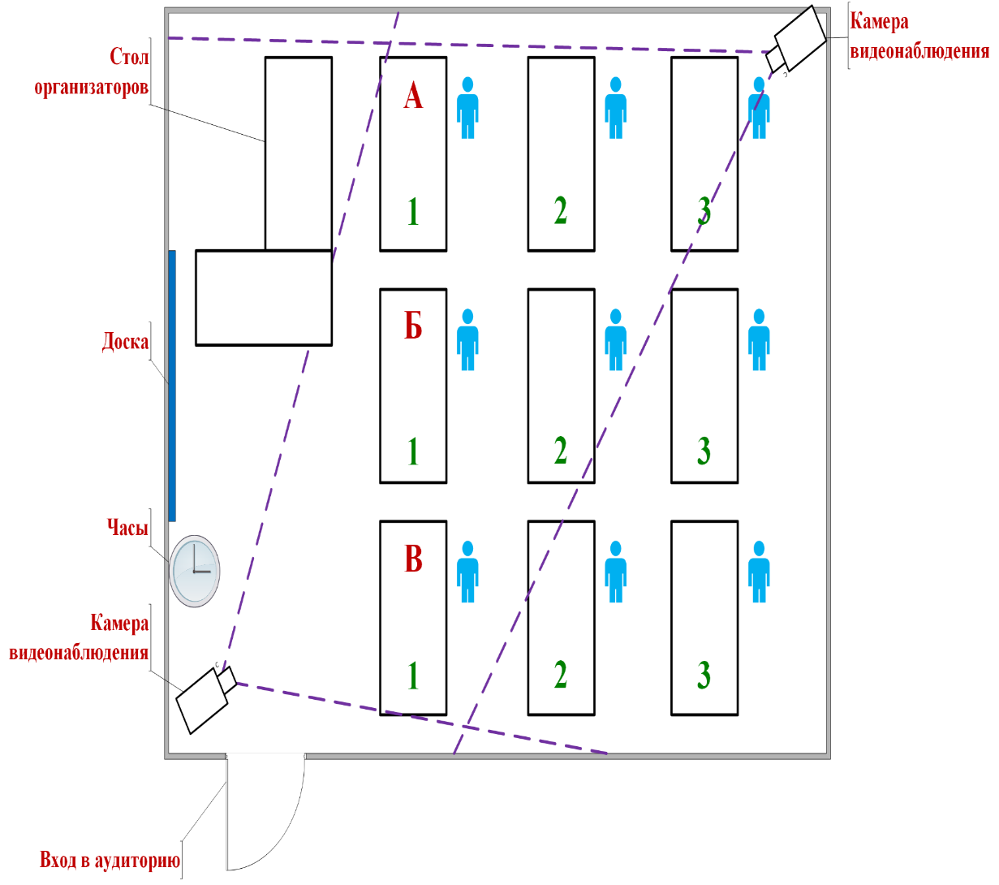 Камера
видеонаблюдения
Стол
организаторов
А
1
2
3
Доска
Б
1
2
3
Часы
В
1
2
3
Камера
видеонаблюдения
Вход в аудиторию